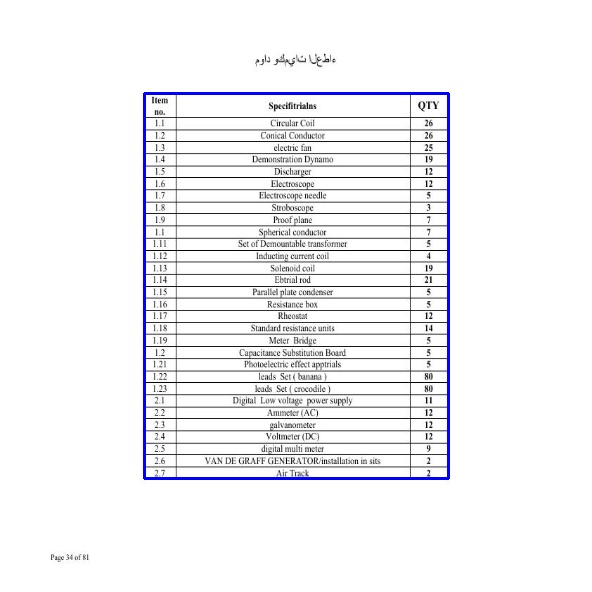 ءاطعلا تايمكو داوم
Item no. Specifitrialns QTY
1.1 Circular Coil 26
1.2 Conical Conductor 26
1.3 electric fan 25
1.4 Demonstration Dynamo 19
1.5 Discharger 12
1.6 Electroscope 12
1.7 Electroscope needle 5
1.8 Stroboscope 3
1.9 Proof plane 7
1.1 Spherical conductor 7
1.11 Set of Demountable transformer 5
1.12 Inducting current coil 4
1.13 Solenoid coil 19
1.14 Ebtrial rod 21
1.15 Parallel plate condenser 5
1.16 Resistance box 5
1.17 Rheostat 12
1.18 Standard resistance units 14
1.19 Meter Bridge 5
1.2 Capacitance Substitution Board 5
1.21 Photoelectric effect apptrials 5
1.22 leads Set ( banana ) 80
1.23 leads Set ( crocodile ) 80
2.1 Digital Low voltage power supply 11
2.2 Ammeter (AC) 12
2.3 galvanometer 12
2.4 Voltmeter (DC) 12
2.5 digital multi meter 9
2.6 VAN DE GRAFF GENERATOR/installation in sits 2
2.7 Air Track 2
Page 34 of 81